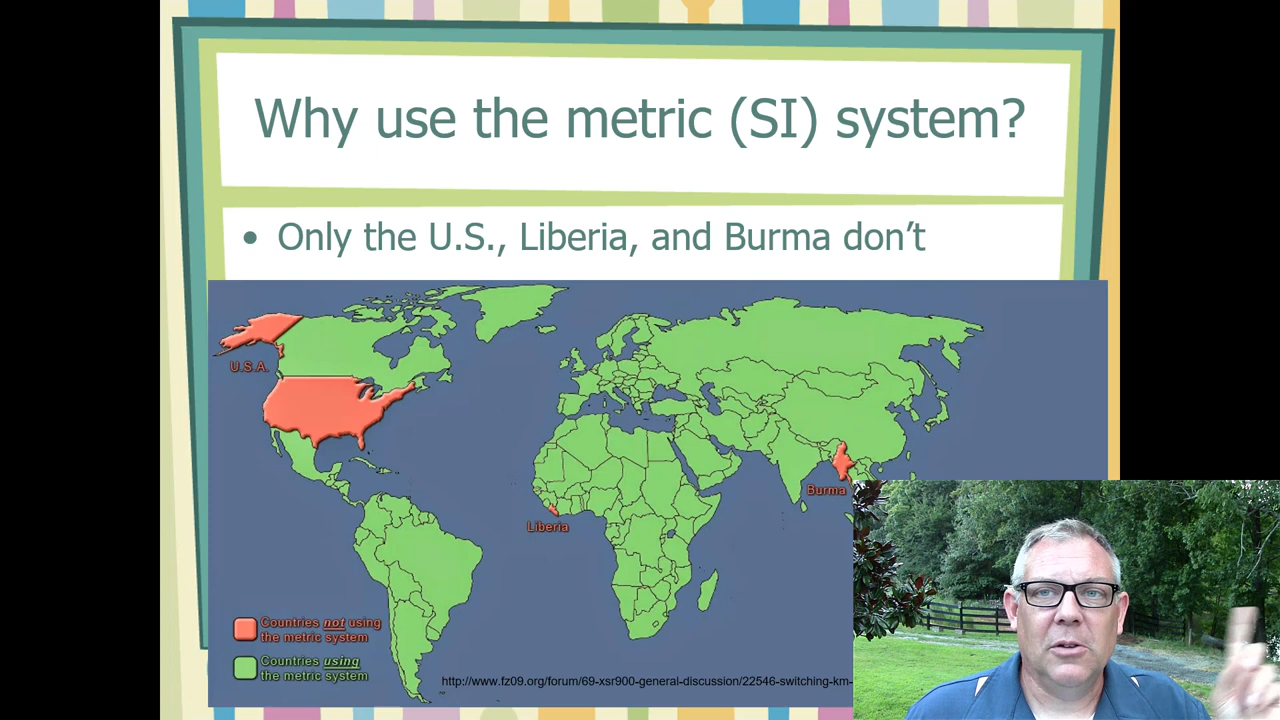 Why use the metric (SI) system?
• Only the U.S., Liberia, and Burma don't
U.S.A.
Burma
Liberia
Countries not using
the metric system
Countries using
the metric system
http://www.fz09.org/forum/69-xsr900-general-discussion/22546-switching-km-